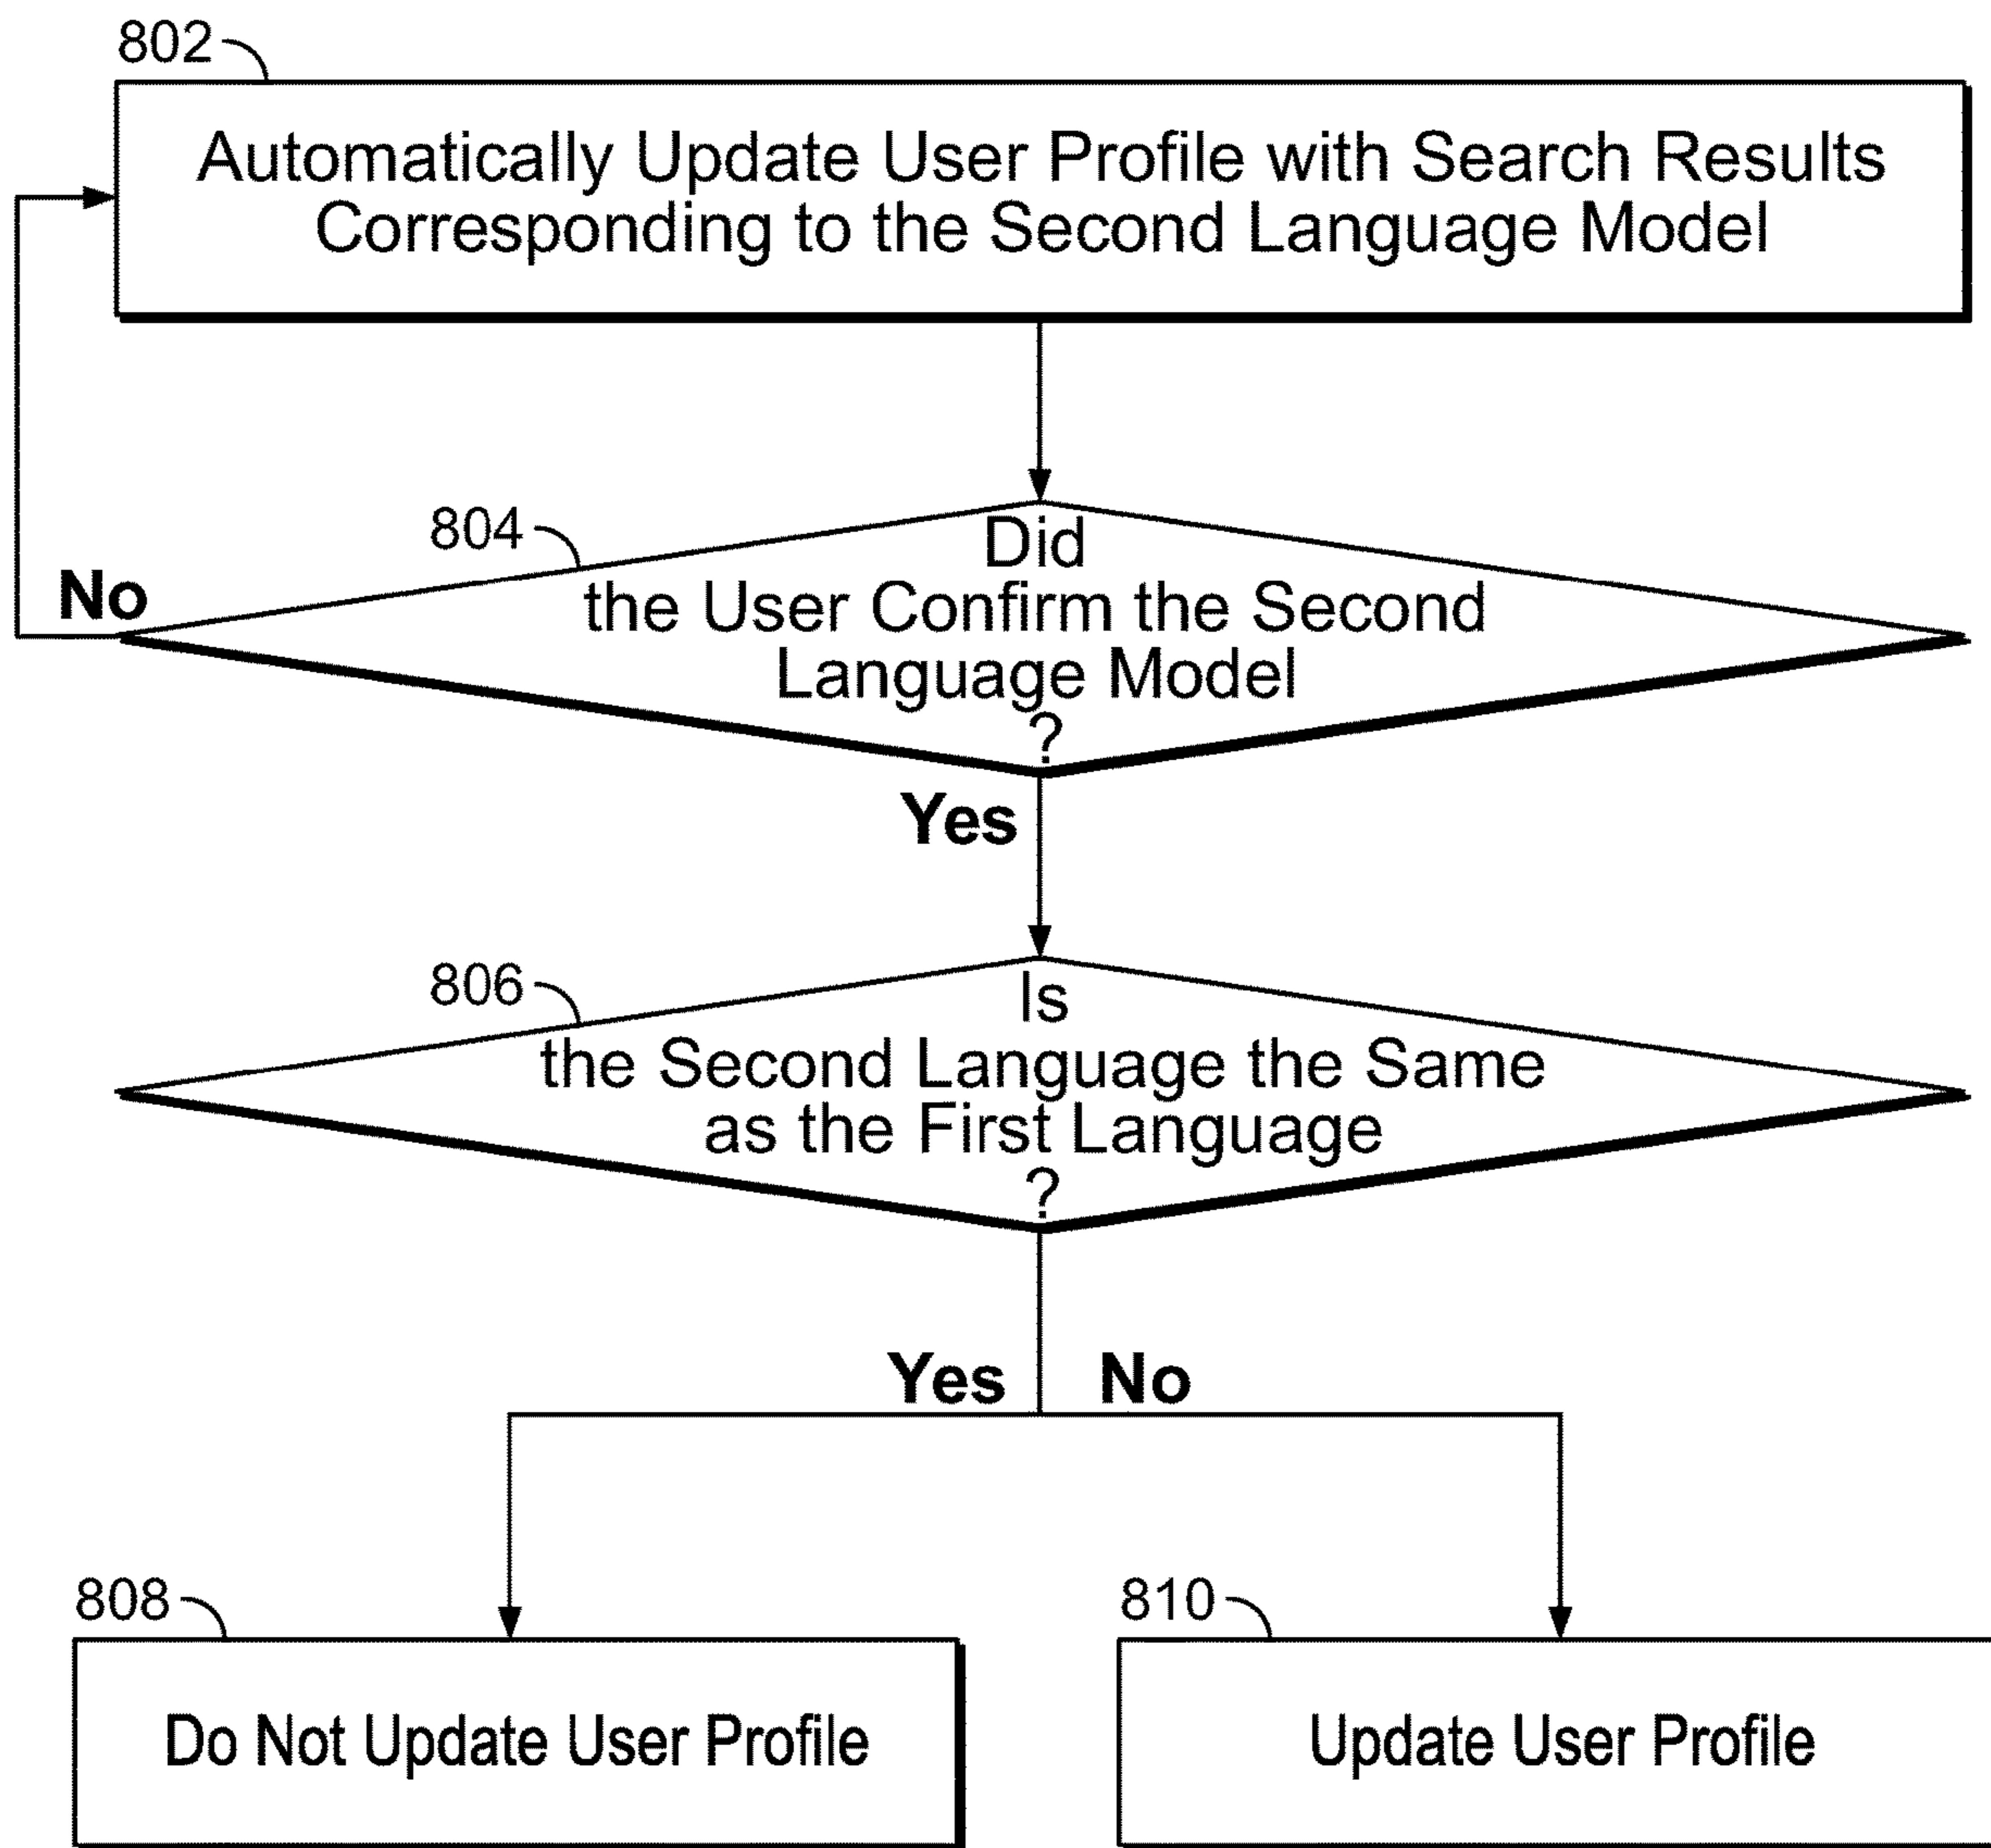 802
Automatically Update User Profile with Search Results
Corresponding to the Second Language Model
804
Did
the User Confirm the Second
Language Model
?
No
Yes
806
Is
the Second Language the Same
as the First Language
?
Yes No
808
Do Not Update User Profile
810
Update User Profile